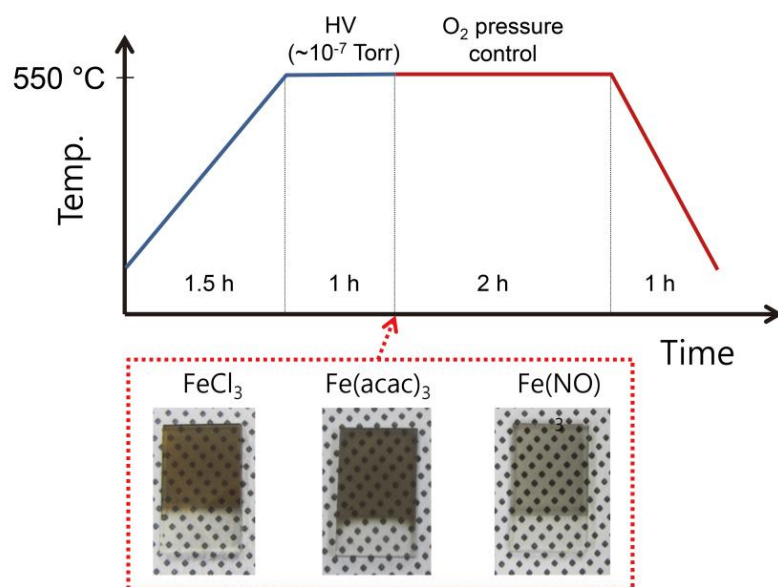 HV
(~10⁻⁷ Torr)
O₂ pressure
control
550 °C
Temp.
1.5 h
1 h
2 h
1 h
Time
FeCl₃
Fe(acac)₃
Fe(NO)
3